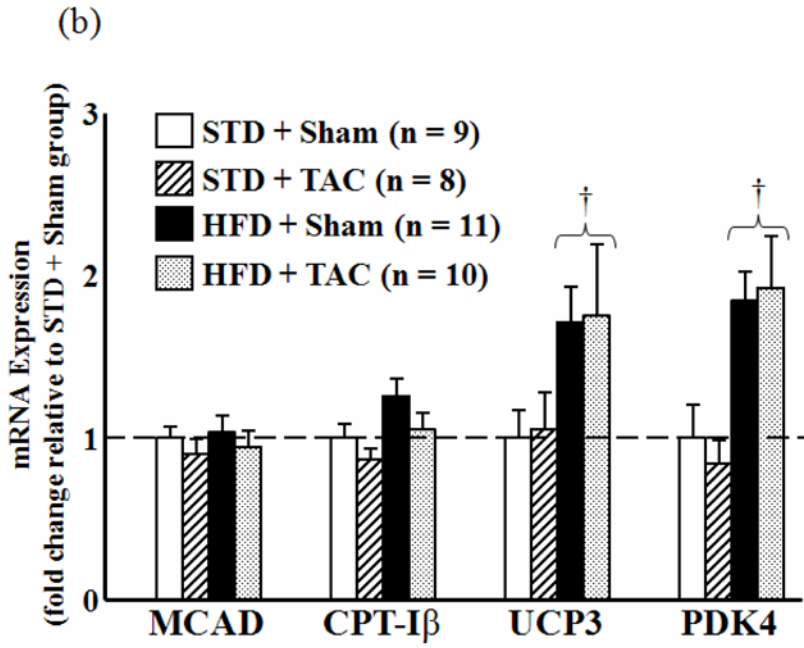 (b)
mRNA Expression
(fold change relative to STD + Sham group)
3
2
1
0
STD + Sham (n = 9)
STD + TAC (n = 8)
HFD + Sham (n = 11)
HFD + TAC (n = 10)
†
†
MCAD CPT-Iβ UCP3 PDK4